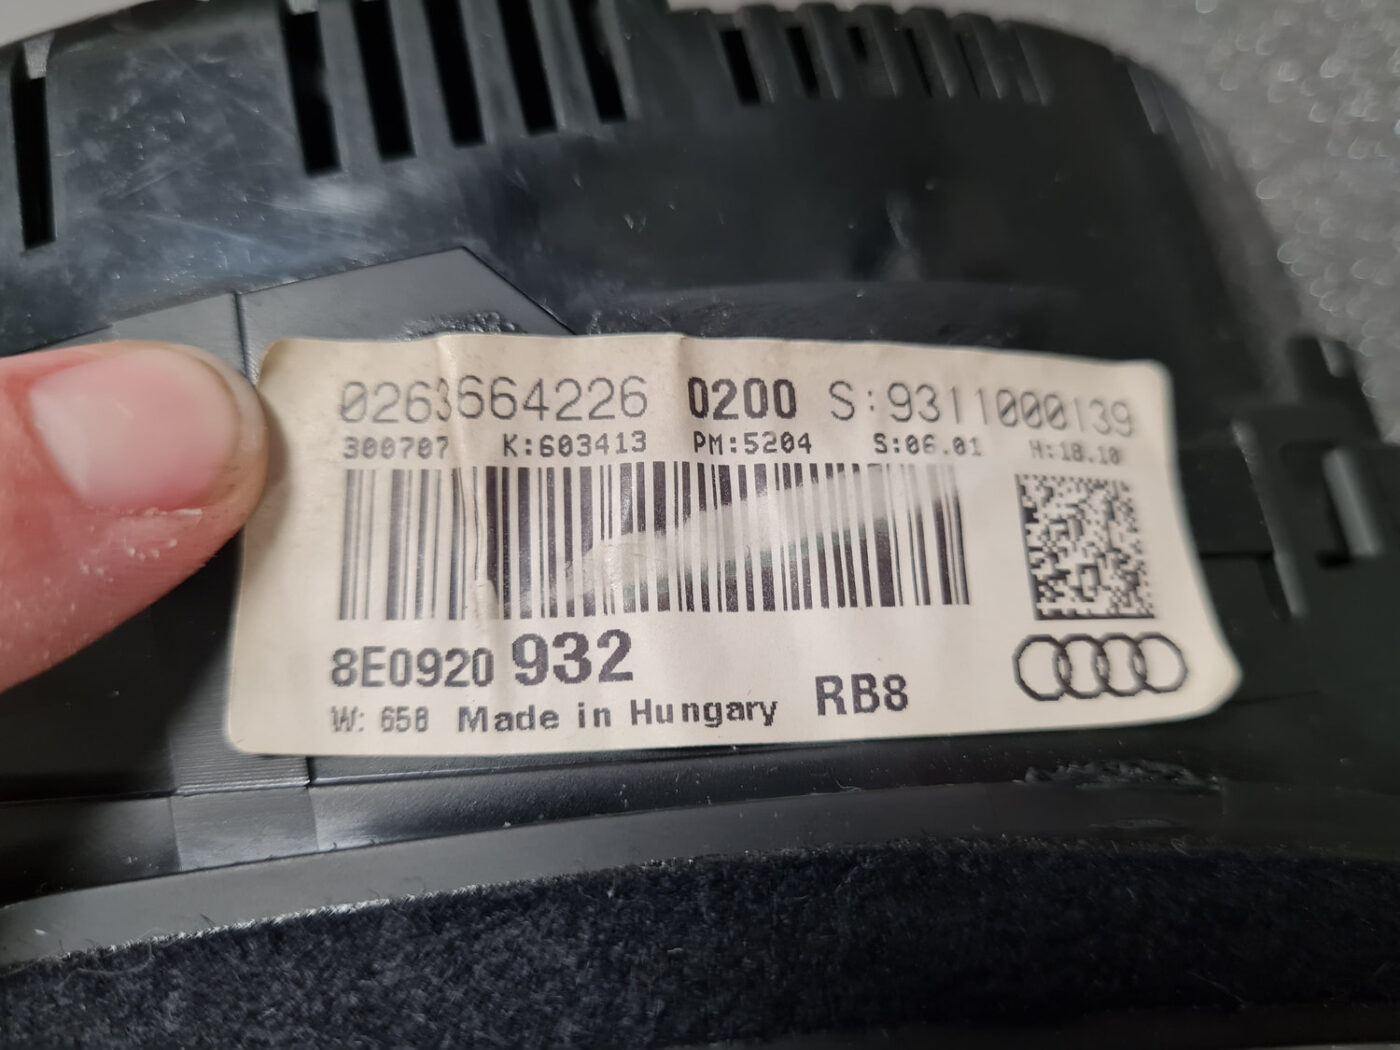 0263664226 0200 S:9311000139
300707 K:603413 PM:5204 S:06.01 H:18.10
8E0920 932
W: 658 Made in Hungary RB8